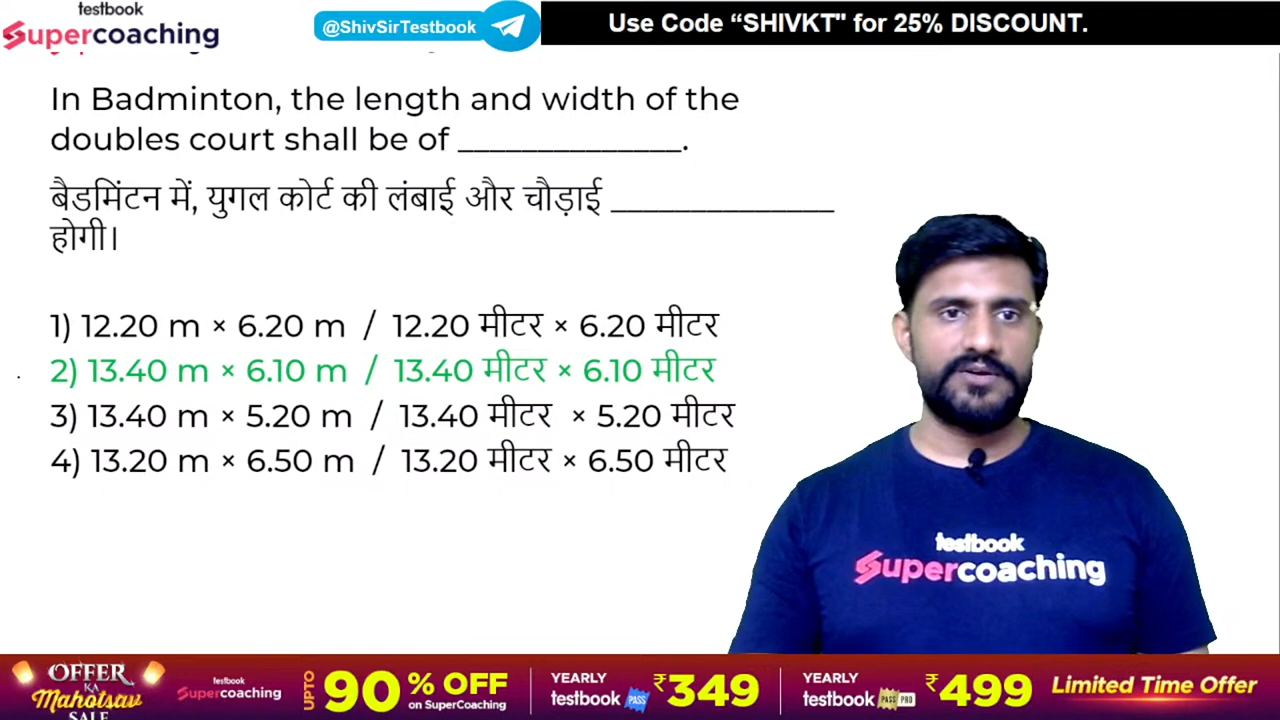 testbook
Supercoaching
@ShivSirTestbook
Use Code “SHIVKT" for 25% DISCOUNT.
In Badminton, the length and width of the
doubles court shall be of ______________.
बैडमिंटन में, युगल कोर्ट की लंबाई और चौड़ाई ______________
होगी।
1) 12.20 m × 6.20 m / 12.20 मीटर × 6.20 मीटर
2) 13.40 m × 6.10 m / 13.40 मीटर × 6.10 मीटर
3) 13.40 m × 5.20 m / 13.40 मीटर × 5.20 मीटर
4) 13.20 m × 6.50 m / 13.20 मीटर × 6.50 मीटर
testbook
Supercoaching
OFFER
KA
Mahotsav
SALE
testbook
Supercoaching
UPTO 90% OFF
on SuperCoaching
YEARLY
testbook PASS
₹349
YEARLY
testbook PASS PRO
₹499
Limited Time Offer